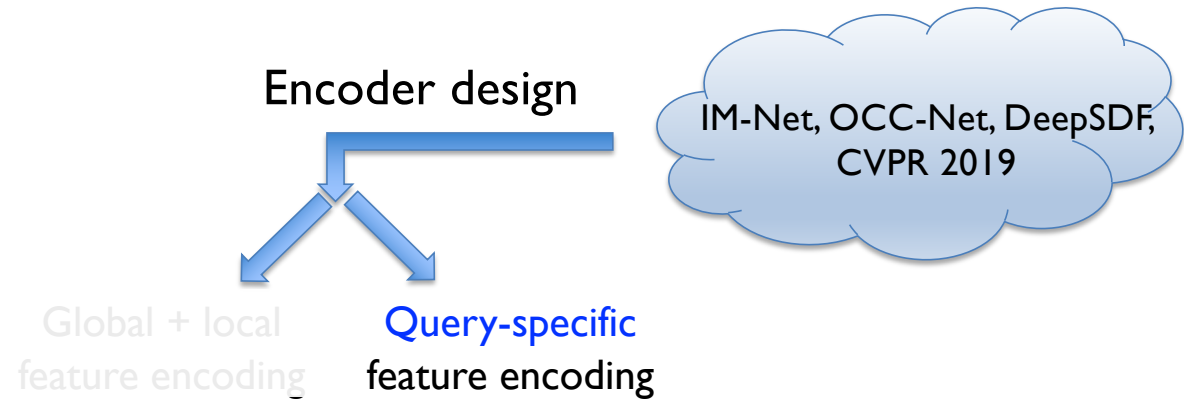 Encoder design
IM-Net, OCC-Net, DeepSDF,
CVPR 2019
Global + local
feature encoding
Query-specific
feature encoding